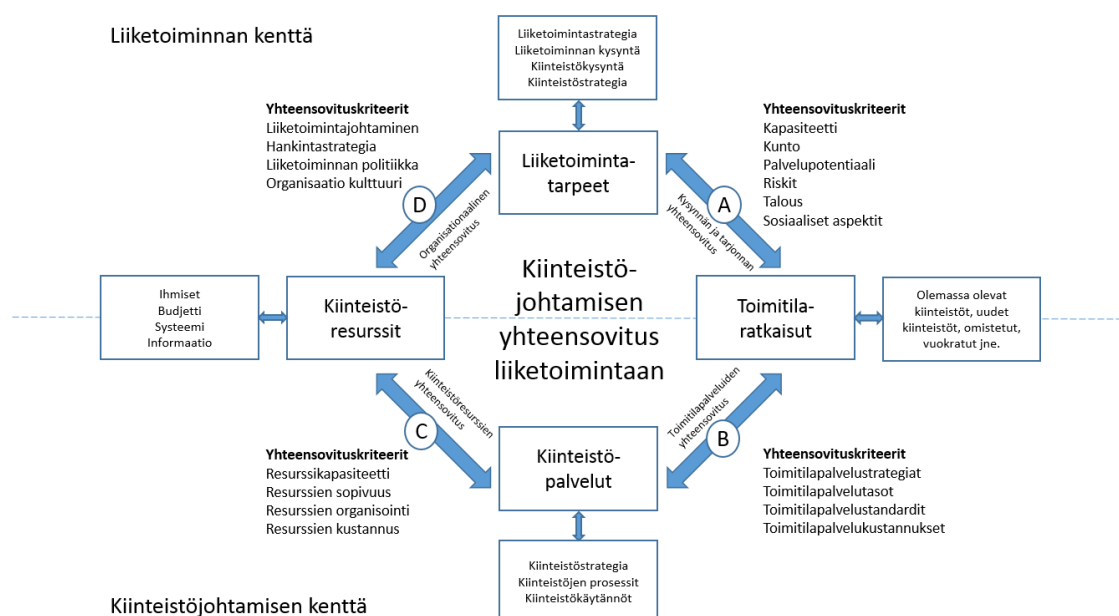 Liiketoiminnan kenttä
Liiketoimintastrategia
Liiketoiminnan kysyntä
Kiinteistökysyntä
Kiinteistöstrategia
Yhteensovituskriteerit
Liiketoimintajohtaminen
Hankintastrategia
Liiketoiminnan politiikka
Organisaatio kulttuuri
Liiketoiminta-
tarpeet
Yhteensovituskriteerit
Kapasiteetti
Kunto
Palvelupotentiaali
Riskit
Talous
Sosiaaliset aspektit
D
Organisationaalinen
yhteensovitus
A
Kysynnän ja tarjonnan
yhteensovitus
Ihmiset
Budjetti
Systeemi
Informaatio
Kiinteistö-
resurssit
Kiinteistö-
johtamisen
yhteensovitus
liiketoimintaan
Toimitila-
ratkaisut
Olemassa olevat
kiinteistöt, uudet
kiinteistöt, omistetut,
vuokratut jne.
C
Kiinteistöresurssien
yhteensovitus
B
Toimitilapalveluiden
yhteensovitus
Yhteensovituskriteerit
Resurssikapasiteetti
Resurssien sopivuus
Resurssien organisointi
Resurssien kustannus
Kiinteistö-
palvelut
Yhteensovituskriteerit
Toimitilapalvelustrategiat
Toimitilapalvelutasot
Toimitilapalvelustandardit
Toimitilapalvelukustannukset
Kiinteistöstrategia
Kiinteistöjen prosessit
Kiinteistökäytännöt
Kiinteistöjohtamisen kenttä